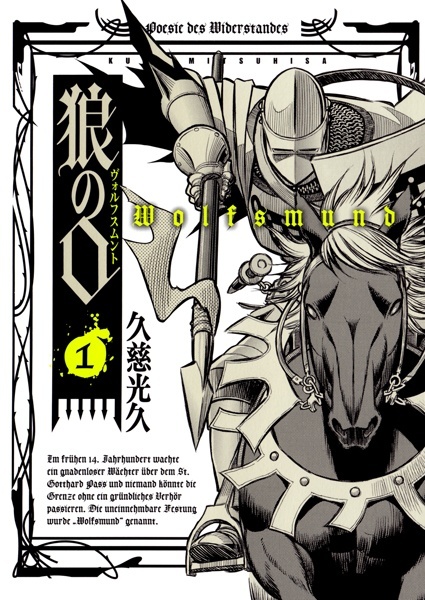 Poesie des Widerstandes
KUJI MITSUHISA
狼の口
ヴォルフスムント
Wolfsmund
1
久慈光久
Em frühen 14. Jahrhundert wachte
ein gnadenloser Wächter über dem St.
Gotthard Pass und niemand könnte die
Grenze ohne ein gründliches Verhör
passieren. Die uneinnehmbare Festung
wurde „Wolfsmund“ genannt.